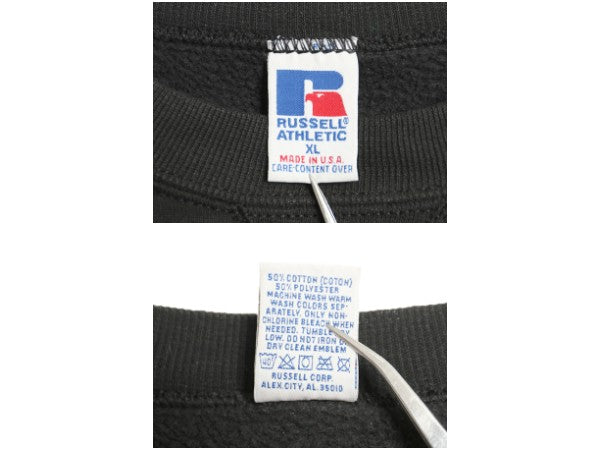 RUSSELL®
ATHLETIC
XL
MADE IN U.S.A.
CARE-CONTENT OVER
50% COTTON (COTON)
50% POLYESTER
MACHINE WASH WARM
WASH COLORS SEP-
ARATELY. ONLY NON-
CHLORINE BLEACH WHEN
NEEDED. TUMBLE DRY
LOW. DO NOT IRON OR
DRY CLEAN EMBLEM
RUSSELL CORP.
ALEX.CITY, AL. 35010